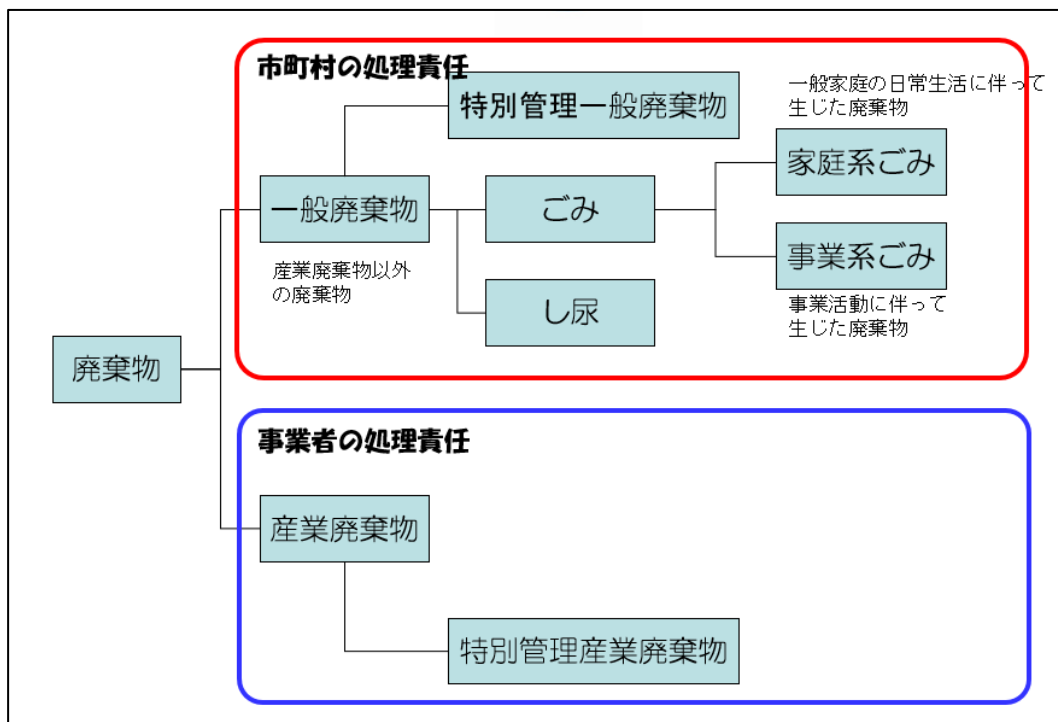 市町村の処理責任
特別管理一般廃棄物
一般家庭の日常生活に伴って
生じた廃棄物
家庭系ごみ
一般廃棄物
ごみ
産業廃棄物以外
の廃棄物
事業系ごみ
事業活動に伴って
生じた廃棄物
し尿
廃棄物
事業者の処理責任
産業廃棄物
特別管理産業廃棄物